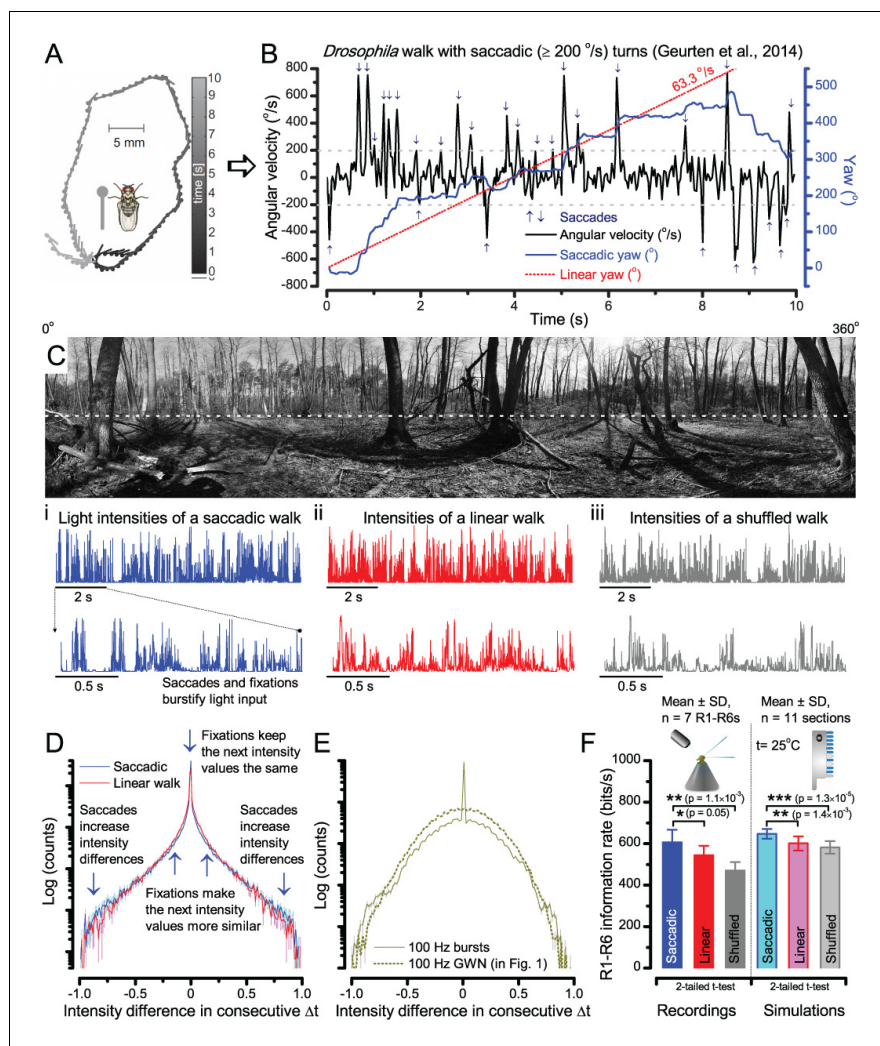 A
5 mm
time [s]
10
9
8
7
6
5
4
3
2
1
0
B
Drosophila walk with saccadic (≥ 200 °/s) turns (Geurten et al., 2014)
Angular velocity (°/s)
800
600
400
200
0
-200
-400
-600
-800
63.3 °/s
Saccades
Angular velocity (°/s)
Saccadic yaw (°)
Linear yaw (°)
500
400
300
200
100
0
Yaw (°)
0 2 4 6 8 10
Time (s)
0°
360°
C
i
Light intensities of a saccadic walk
2 s
0.5 s
Saccades and fixations
burstify light input
ii
Intensities of a linear walk
2 s
0.5 s
iii
Intensities of a shuffled walk
2 s
0.5 s
D
Saccadic
Linear walk
Fixations keep
the next intensity
values the same
Saccades
increase
intensity
differences
Saccades
increase
intensity
differences
Fixations make
the next intensity
values more similar
Log (counts)
-1.0 -0.5 0 0.5 1.0
Intensity difference in consecutive Δt
E
Log (counts)
100 Hz bursts
100 Hz GWN (in Fig. 1)
-1.0 -0.5 0 0.5 1.0
Intensity difference in consecutive Δt
F
Mean ± SD,
n = 7 R1-R6s
Mean ± SD,
n = 11 sections
t= 25°C
R1-R6 information rate (bits/s)
1000
800
600
400
200
0
** (p = 1.1×10-3)
* (p = 0.05)
*** (p = 1.3×10-5)
** (p = 1.4×10-3)
Saccadic
Linear
Shuffled
Saccadic
Linear
Shuffled
2-tailed t-test
2-tailed t-test
Recordings
Simulations